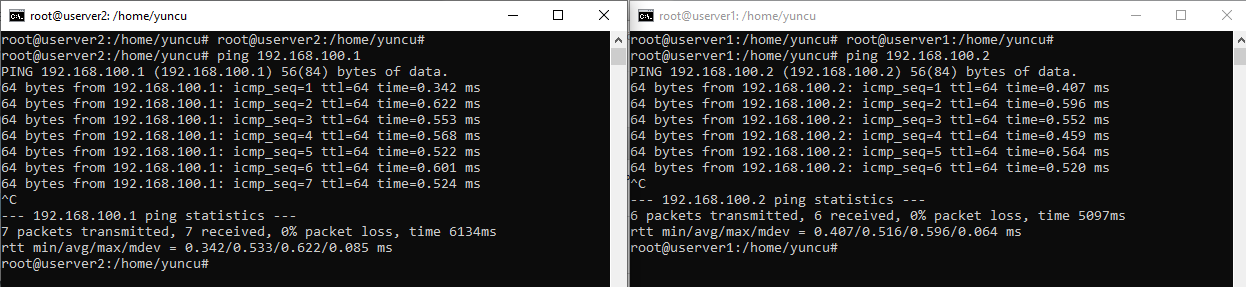 root@userver2: /home/yuncu
root@userver2:/home/yuncu# root@userver2:/home/yuncu#
root@userver2:/home/yuncu# ping 192.168.100.1
PING 192.168.100.1 (192.168.100.1) 56(84) bytes of data.
64 bytes from 192.168.100.1: icmp_seq=1 ttl=64 time=0.342 ms
64 bytes from 192.168.100.1: icmp_seq=2 ttl=64 time=0.622 ms
64 bytes from 192.168.100.1: icmp_seq=3 ttl=64 time=0.553 ms
64 bytes from 192.168.100.1: icmp_seq=4 ttl=64 time=0.568 ms
64 bytes from 192.168.100.1: icmp_seq=5 ttl=64 time=0.522 ms
64 bytes from 192.168.100.1: icmp_seq=6 ttl=64 time=0.601 ms
64 bytes from 192.168.100.1: icmp_seq=7 ttl=64 time=0.524 ms
^C
--- 192.168.100.1 ping statistics ---
7 packets transmitted, 7 received, 0% packet loss, time 6134ms
rtt min/avg/max/mdev = 0.342/0.533/0.622/0.085 ms
root@userver2:/home/yuncu#
root@userver1: /home/yuncu
root@userver1:/home/yuncu# root@userver1:/home/yuncu#
root@userver1:/home/yuncu# ping 192.168.100.2
PING 192.168.100.2 (192.168.100.2) 56(84) bytes of data.
64 bytes from 192.168.100.2: icmp_seq=1 ttl=64 time=0.407 ms
64 bytes from 192.168.100.2: icmp_seq=2 ttl=64 time=0.596 ms
64 bytes from 192.168.100.2: icmp_seq=3 ttl=64 time=0.552 ms
64 bytes from 192.168.100.2: icmp_seq=4 ttl=64 time=0.459 ms
64 bytes from 192.168.100.2: icmp_seq=5 ttl=64 time=0.564 ms
64 bytes from 192.168.100.2: icmp_seq=6 ttl=64 time=0.520 ms
^C
--- 192.168.100.2 ping statistics ---
6 packets transmitted, 6 received, 0% packet loss, time 5097ms
rtt min/avg/max/mdev = 0.407/0.516/0.596/0.064 ms
root@userver1:/home/yuncu#